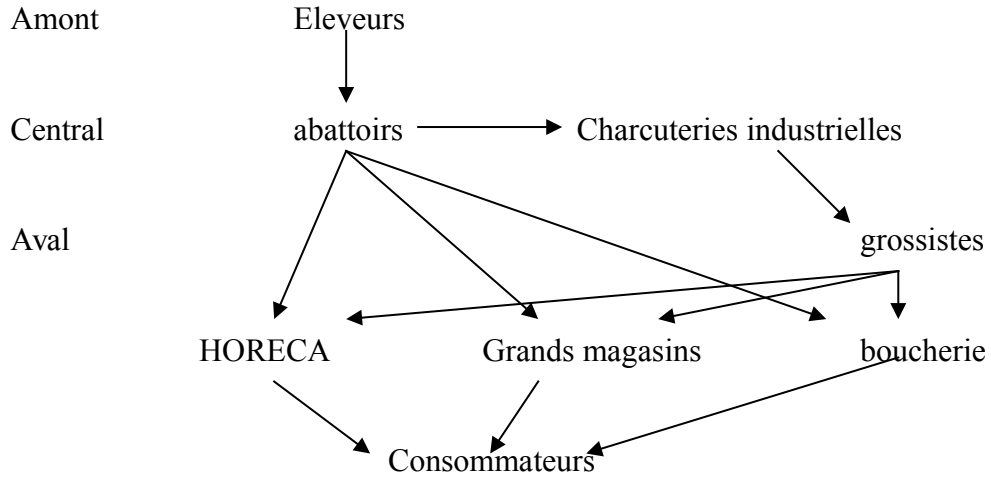 Amont Eleveurs
Central abattoirs Charcuteries industrielles
Aval grossistes
HORECA Grands magasins boucherie
Consommateurs